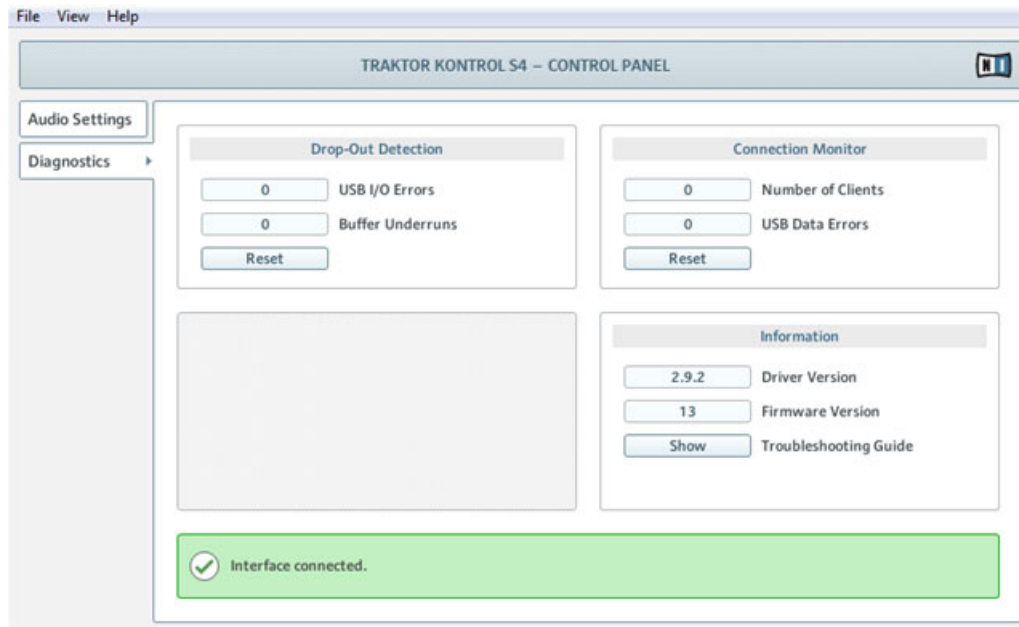 File View Help
TRAKTOR KONTROL S4 – CONTROL PANEL
NI
Audio Settings
Diagnostics
Drop-Out Detection
0 USB I/O Errors
0 Buffer Underruns
Reset
Connection Monitor
0 Number of Clients
0 USB Data Errors
Reset
Information
2.9.2 Driver Version
13 Firmware Version
Show Troubleshooting Guide
Interface connected.